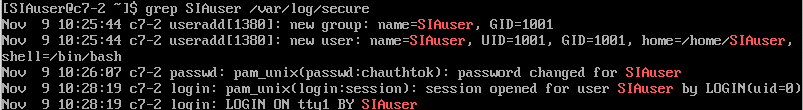 [SIAuser@c7-2 ~]$ grep SIAuser /var/log/secure
Nov  9 10:25:44 c7-2 useradd[1380]: new group: name=SIAuser, GID=1001
Nov  9 10:25:44 c7-2 useradd[1380]: new user: name=SIAuser, UID=1001, GID=1001, home=/home/SIAuser,
shell=/bin/bash
Nov  9 10:26:07 c7-2 passwd: pam_unix(passwd:chauthtok): password changed for SIAuser
Nov  9 10:28:19 c7-2 login: pam_unix(login:session): session opened for user SIAuser by LOGIN(uid=0)
Nov  9 10:28:19 c7-2 login: LOGIN ON tty1 BY SIAuser